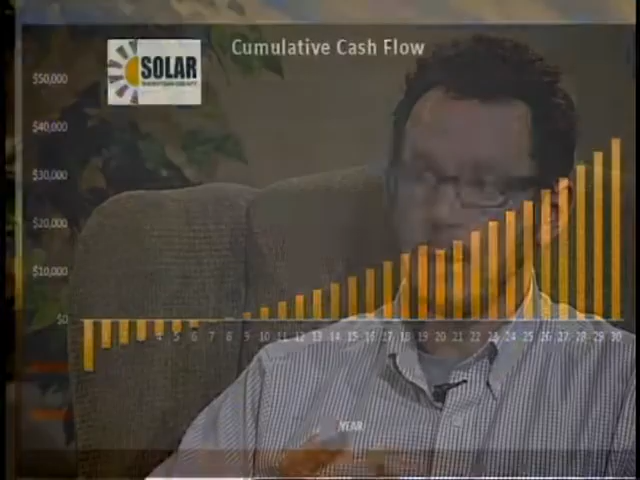 Cumulative Cash Flow
SOLAR
$50,000
$40,000
$30,000
$20,000
$10,000
$0
4 5 6 7 8 9 10 11 12 13 14 15 16 17 18 19 20 21 22 23 24 25 26 27 28 29 30
YEAR